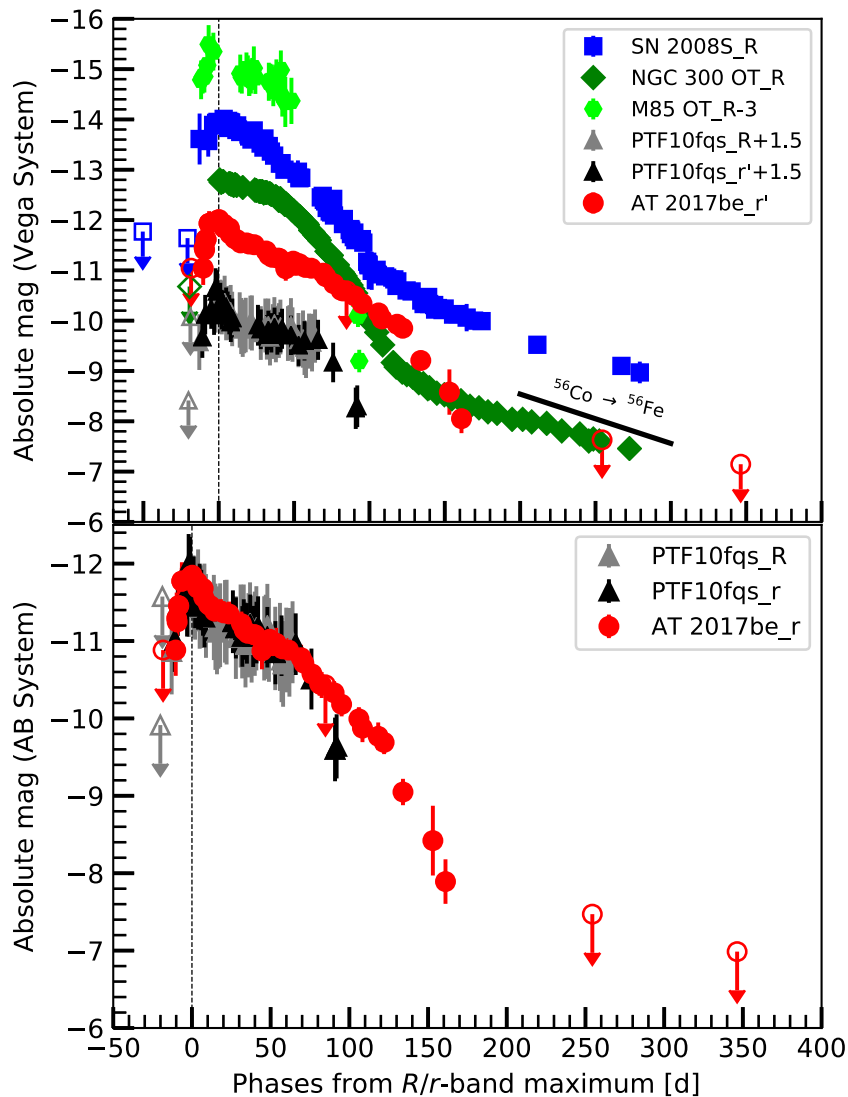 −16
−15
−14
−13
−12
−11
−10
−9
−8
−7
−6
Absolute mag (Vega System)
SN 2008S_R
NGC 300 OT_R
M85 OT_R-3
PTF10fqs_R+1.5
PTF10fqs_r'+1.5
AT 2017be_r'
⁵⁶Co → ⁵⁶Fe
−12
−11
−10
−9
−8
−7
−6
Absolute mag (AB System)
PTF10fqs_R
PTF10fqs_r
AT 2017be_r
−50 0 50 100 150 200 250 300 350 400
Phases from R/r-band maximum [d]